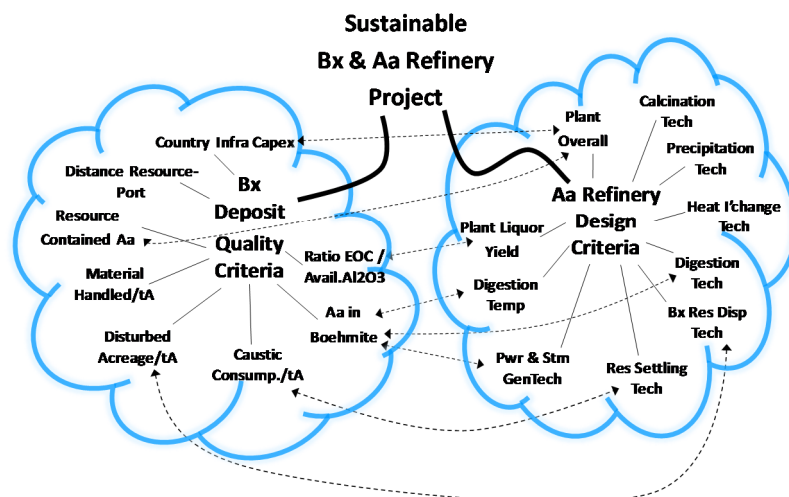 Sustainable
Bx & Aa Refinery
Project
Country Infra Capex
Distance Resource-
Port
Bx
Deposit
Quality
Criteria
Resource
Contained Aa
Material
Handled/tA
Disturbed
Acreage/tA
Caustic
Consump./tA
Ratio EOC /
Avail.Al2O3
Aa in
Boehmite
Plant
Overall
Calcination
Tech
Precipitation
Tech
Aa Refinery
Design
Criteria
Heat I'change
Tech
Plant Liquor
Yield
Digestion
Temp
Digestion
Tech
Bx Res Disp
Tech
Pwr & Stm
GenTech
Res Settling
Tech